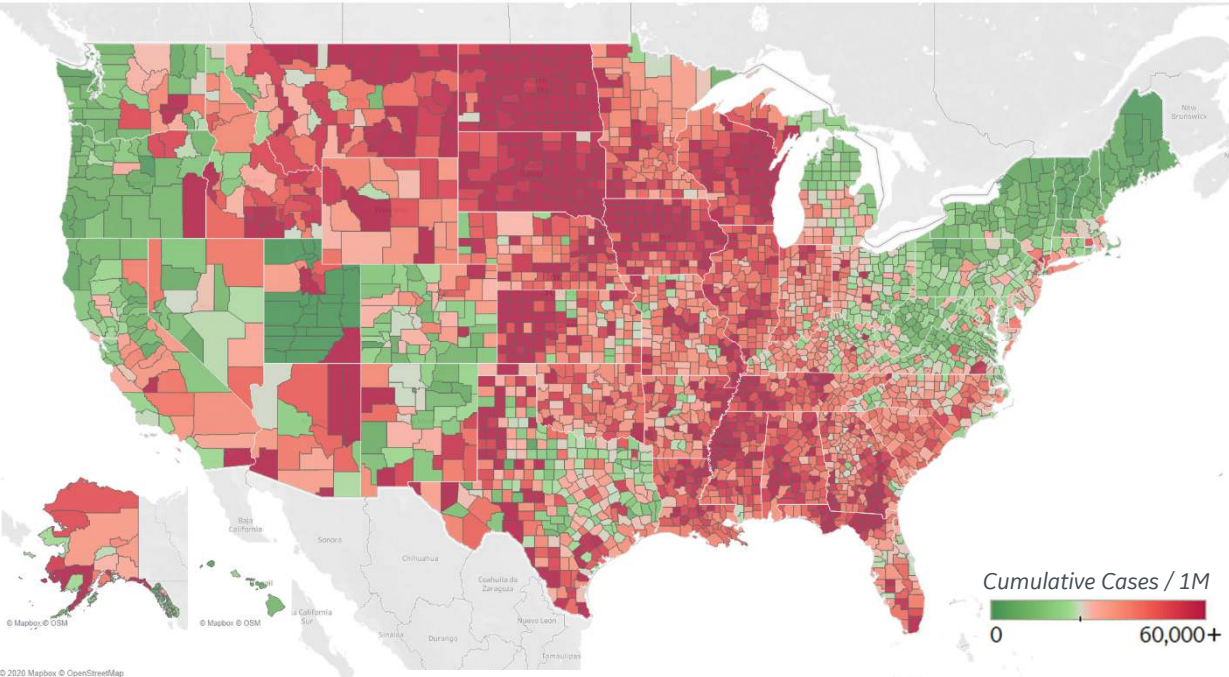 New
Brunswick
Baja
California
Sonora
Chihuahua
Coahuila de
Zaragoza
Nuevo León
Sinaloa
Durango
Tamaulipas
a California
Sur
© Mapbox © OSM
© Mapbox © OSM
Cumulative Cases / 1M
0
60,000+
© 2020 Mapbox © OpenStreetMap